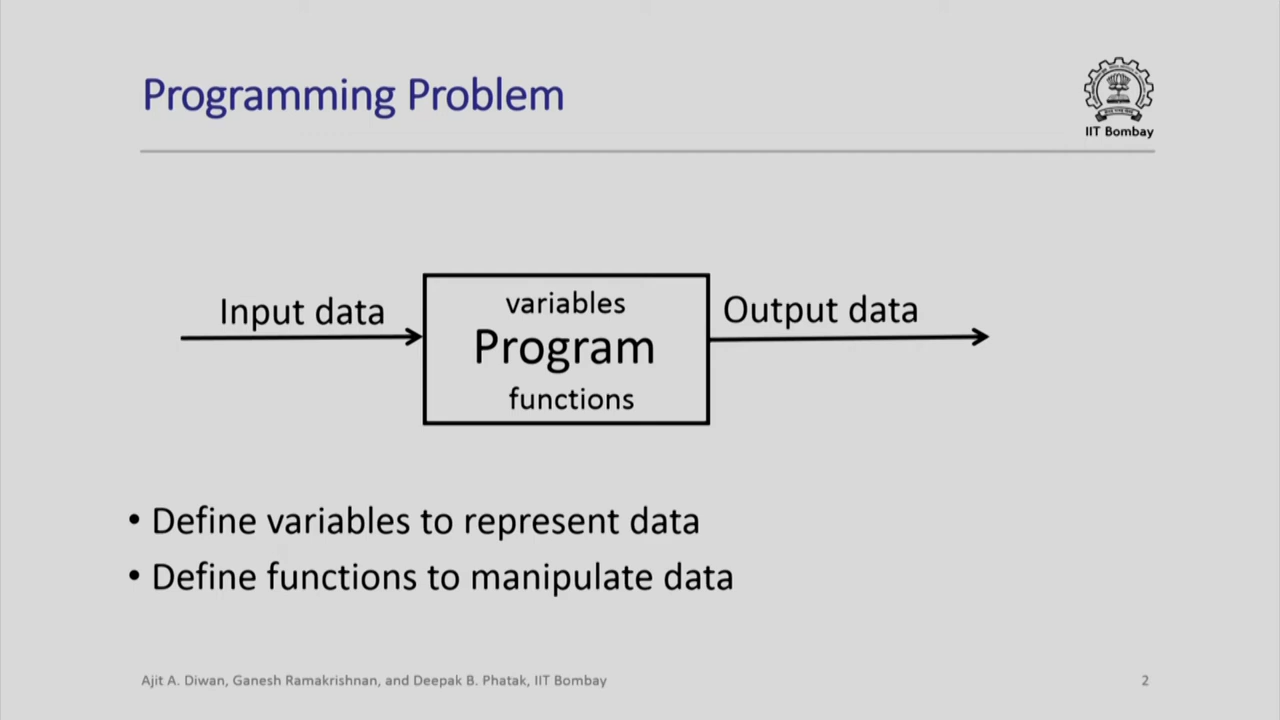 Programming Problem
IIT Bombay
Input data
variables
Program
functions
Output data
• Define variables to represent data
• Define functions to manipulate data
Ajit A. Diwan, Ganesh Ramakrishnan, and Deepak B. Phatak, IIT Bombay
2